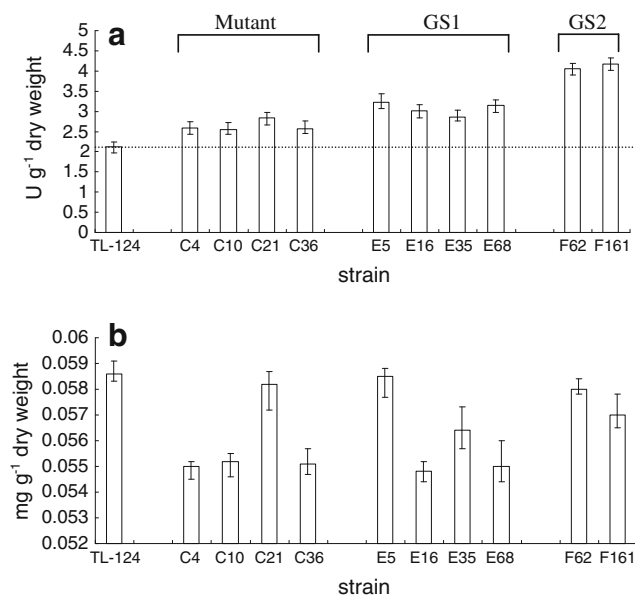 a
Mutant GS1 GS2
U g⁻¹ dry weight
5
4.5
4
3.5
3
2.5
2
1.5
1
0.5
0
TL-124 C4 C10 C21 C36 E5 E16 E35 E68 F62 F161
strain
b
mg g⁻¹ dry weight
0.06
0.059
0.058
0.057
0.056
0.055
0.054
0.053
0.052
TL-124 C4 C10 C21 C36 E5 E16 E35 E68 F62 F161
strain